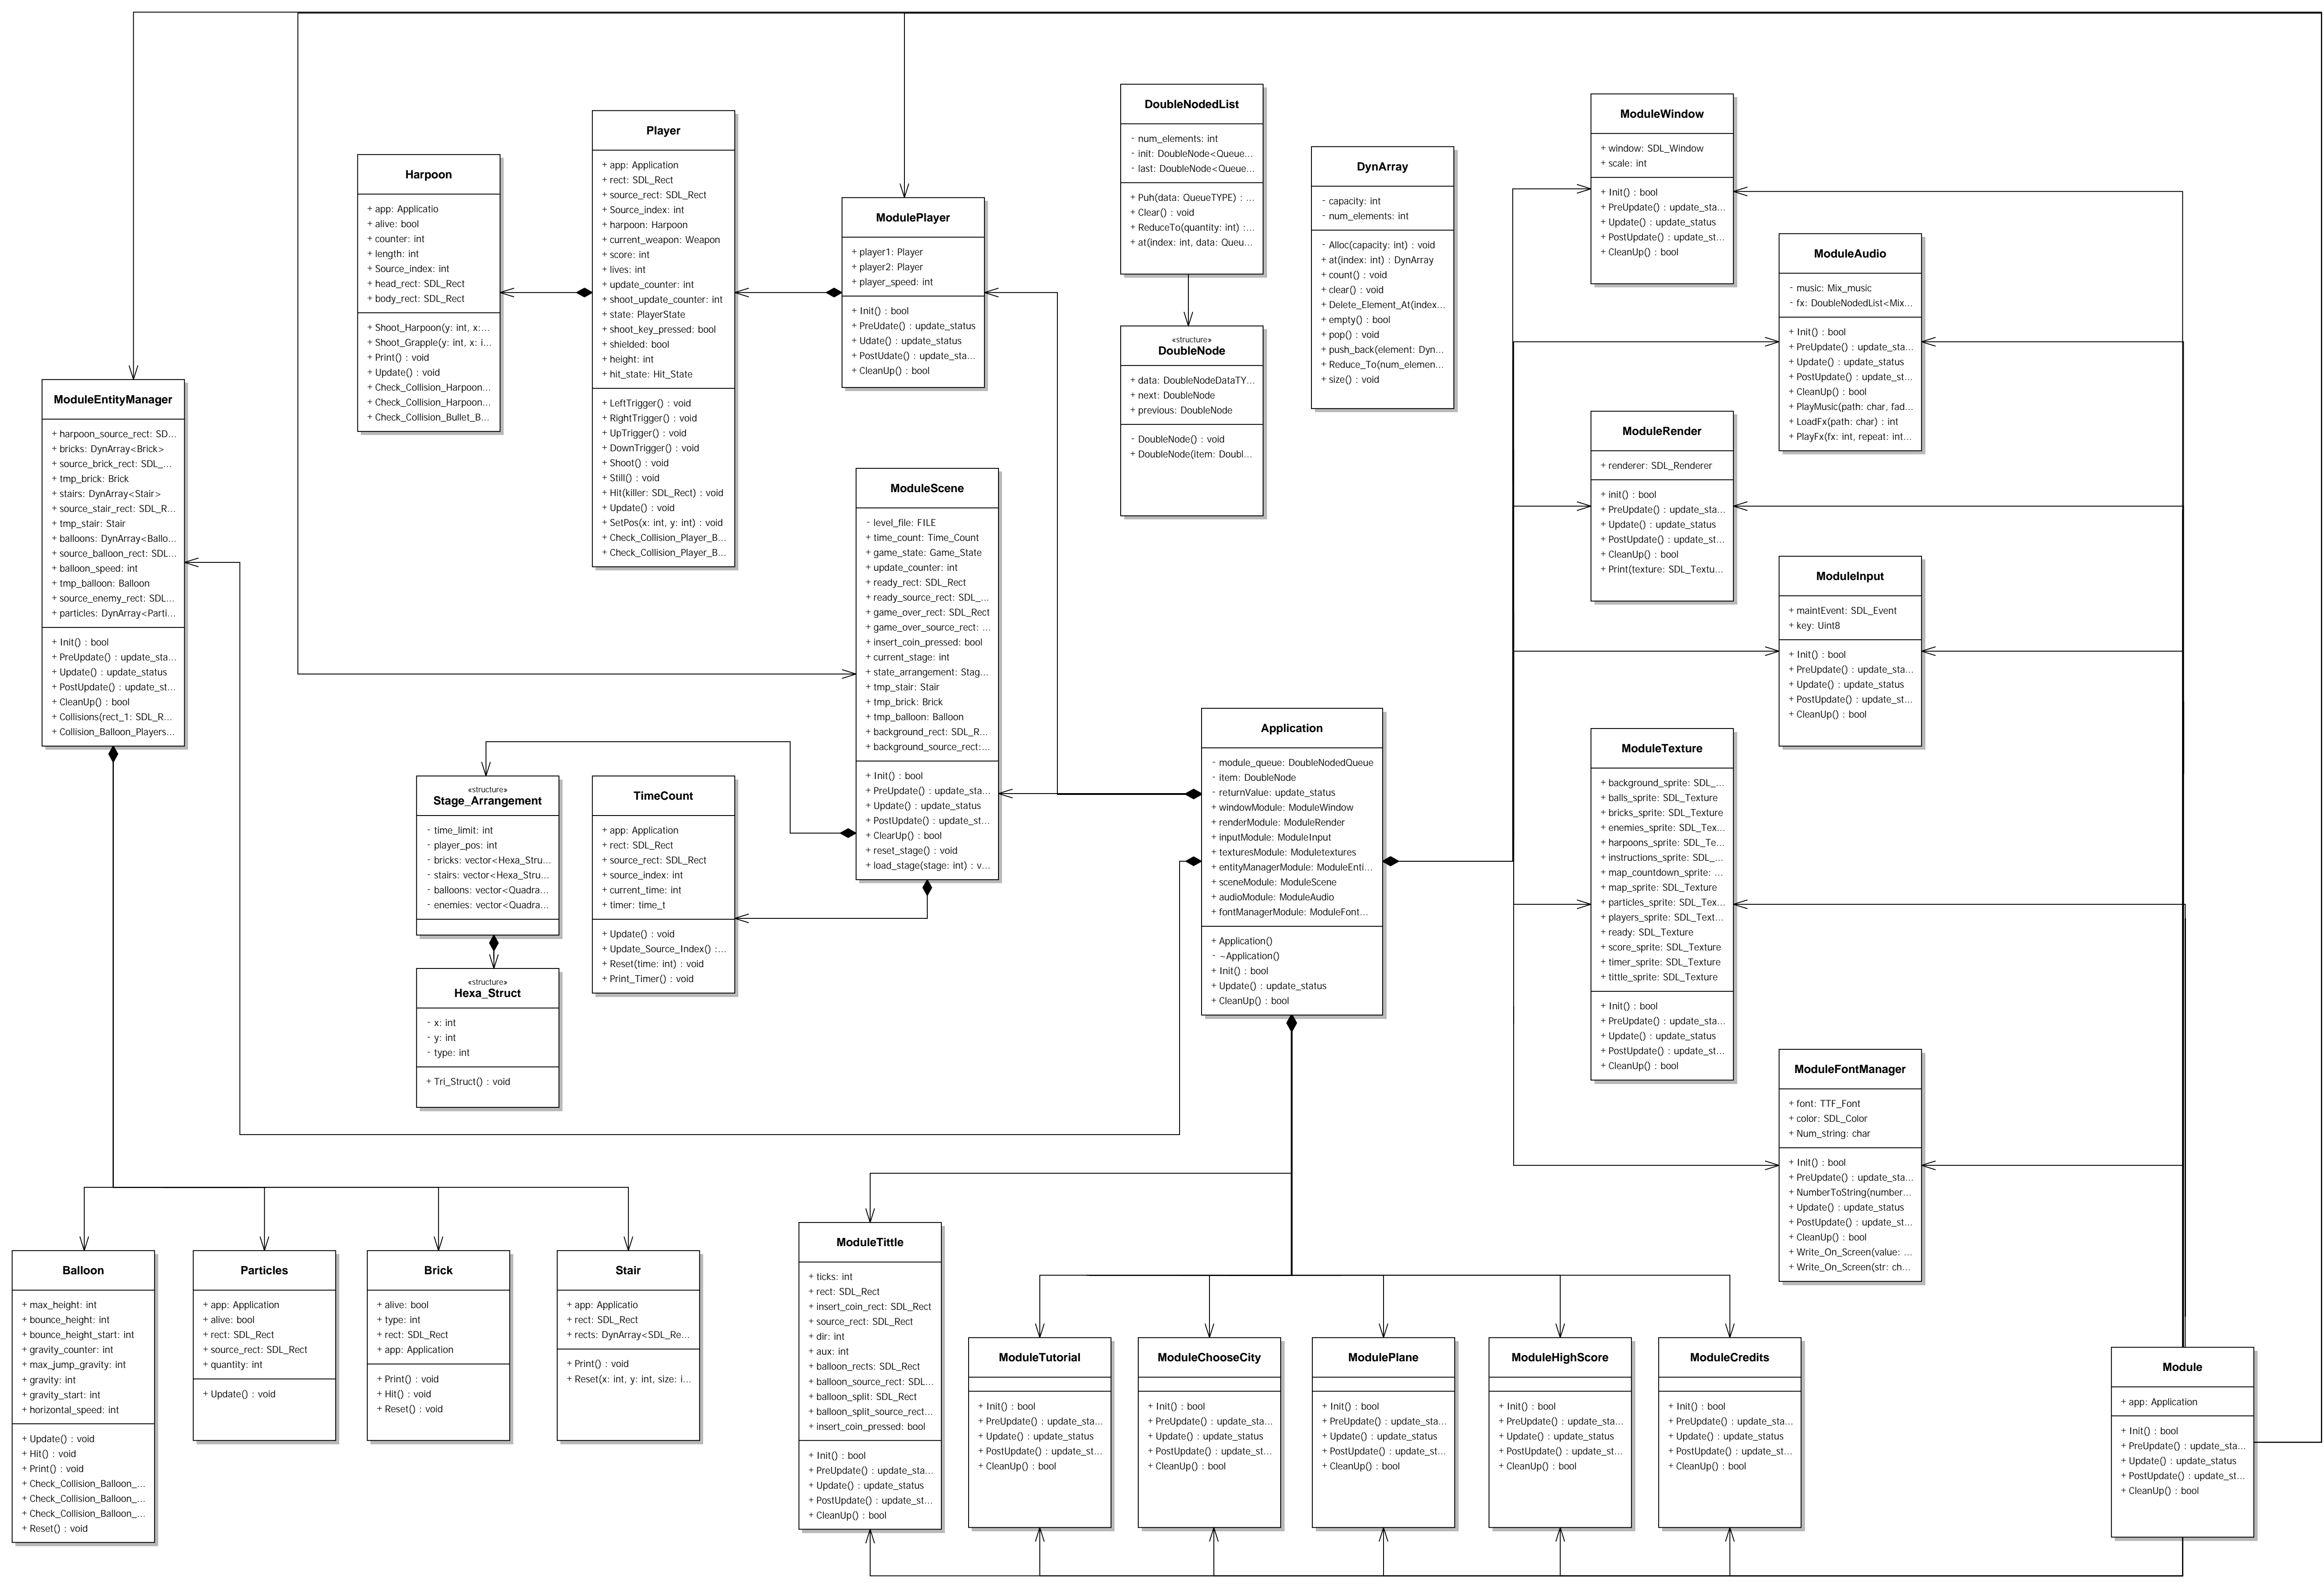 DoubleNodedList
- num_elements: int
- init: DoubleNode<Queue...
- last: DoubleNode<Queue...
+ Puh(data: QueueTYPE) : ...
+ Clear() : void
+ ReduceTo(quantity: int) :...
+ at(index: int, data: Queu...
ModuleWindow
+ window: SDL_Window
+ scale: int
+ Init() : bool
+ PreUpdate() : update_sta...
+ Update() : update_status
+ PostUpdate() : update_st...
+ CleanUp() : bool
Player
+ app: Application
+ rect: SDL_Rect
+ source_rect: SDL_Rect
+ Source_index: int
+ harpoon: Harpoon
+ current_weapon: Weapon
+ score: int
+ lives: int
+ update_counter: int
+ shoot_update_counter: int
+ state: PlayerState
+ shoot_key_pressed: bool
+ shielded: bool
+ height: int
+ hit_state: Hit_State
+ LeftTrigger() : void
+ RightTrigger() : void
+ UpTrigger() : void
+ DownTrigger() : void
+ Shoot() : void
+ Still() : void
+ Hit(killer: SDL_Rect) : void
+ Update() : void
+ SetPos(x: int, y: int) : void
+ Check_Collision_Player_B...
+ Check_Collision_Player_B...
DynArray
- capacity: int
- num_elements: int
- Alloc(capacity: int) : void
+ at(index: int) : DynArray
+ count() : void
+ clear() : void
+ Delete_Element_At(index...
+ empty() : bool
+ pop() : void
+ push_back(element: Dyn...
+ Reduce_To(num_elemen...
+ size() : void
Harpoon
+ app: Applicatio
+ alive: bool
+ counter: int
+ length: int
+ Source_index: int
+ head_rect: SDL_Rect
+ body_rect: SDL_Rect
+ Shoot_Harpoon(y: int, x:...
+ Shoot_Grapple(y: int, x: i...
+ Print() : void
+ Update() : void
+ Check_Collision_Harpoon...
+ Check_Collision_Harpoon...
+ Check_Collision_Bullet_B...
ModulePlayer
+ player1: Player
+ player2: Player
+ player_speed: int
+ Init() : bool
+ PreUdate() : update_status
+ Udate() : update_status
+ PostUdate() : update_sta...
+ CleanUp() : bool
ModuleAudio
- music: Mix_music
- fx: DoubleNodedList<Mix...
+ Init() : bool
+ PreUpdate() : update_sta...
+ Update() : update_status
+ PostUpdate() : update_st...
+ CleanUp() : bool
+ PlayMusic(path: char, fad...
+ LoadFx(path: char) : int
+ PlayFx(fx: int, repeat: int...
«structure»
DoubleNode
+ data: DoubleNodeDataTY...
+ next: DoubleNode
+ previous: DoubleNode
- DoubleNode() : void
+ DoubleNode(item: Doubl...
ModuleEntityManager
+ harpoon_source_rect: SD...
+ bricks: DynArray<Brick>
+ source_brick_rect: SDL_...
+ tmp_brick: Brick
+ stairs: DynArray<Stair>
+ source_stair_rect: SDL_R...
+ tmp_stair: Stair
+ balloons: DynArray<Ballo...
+ source_balloon_rect: SDL...
+ balloon_speed: int
+ tmp_balloon: Balloon
+ source_enemy_rect: SDL...
+ particles: DynArray<Parti...
+ Init() : bool
+ PreUpdate() : update_sta...
+ Update() : update_status
+ PostUpdate() : update_st...
+ CleanUp() : bool
+ Collisions(rect_1: SDL_R...
+ Collision_Balloon_Players...
ModuleRender
+ renderer: SDL_Renderer
+ init() : bool
+ PreUpdate() : update_sta...
+ Update() : update_status
+ PostUpdate() : update_st...
+ CleanUp() : bool
+ Print(texture: SDL_Textu...
ModuleScene
- level_file: FILE
+ time_count: Time_Count
+ game_state: Game_State
+ update_counter: int
+ ready_rect: SDL_Rect
+ ready_source_rect: SDL_...
+ game_over_rect: SDL_Rect
+ game_over_source_rect: ...
+ insert_coin_pressed: bool
+ current_stage: int
+ state_arrangement: Stag...
+ tmp_stair: Stair
+ tmp_brick: Brick
+ tmp_balloon: Balloon
+ background_rect: SDL_R...
+ background_source_rect:...
+ Init() : bool
+ PreUpdate() : update_sta...
+ Update() : update_status
+ PostUpdate() : update_st...
+ ClearUp() : bool
+ reset_stage() : void
+ load_stage(stage: int) : v...
ModuleInput
+ maintEvent: SDL_Event
+ key: Uint8
+ Init() : bool
+ PreUpdate() : update_sta...
+ Update() : update_status
+ PostUpdate() : update_st...
+ CleanUp() : bool
Application
- module_queue: DoubleNodedQueue
- item: DoubleNode
- returnValue: update_status
+ windowModule: ModuleWindow
+ renderModule: ModuleRender
+ inputModule: ModuleInput
+ texturesModule: Moduletextures
+ entityManagerModule: ModuleEnti...
+ sceneModule: ModuleScene
+ audioModule: ModuleAudio
+ fontManagerModule: ModuleFont...
+ Application()
- ~Application()
+ Init() : bool
+ Update() : update_status
+ CleanUp() : bool
ModuleTexture
+ background_sprite: SDL_...
+ balls_sprite: SDL_Texture
+ bricks_sprite: SDL_Texture
+ enemies_sprite: SDL_Tex...
+ harpoons_sprite: SDL_Te...
+ instructions_sprite: SDL_...
+ map_countdown_sprite: ...
+ map_sprite: SDL_Texture
+ particles_sprite: SDL_Tex...
+ players_sprite: SDL_Text...
+ ready: SDL_Texture
+ score_sprite: SDL_Texture
+ timer_sprite: SDL_Texture
+ tittle_sprite: SDL_Texture
+ Init() : bool
+ PreUpdate() : update_sta...
+ Update() : update_status
+ PostUpdate() : update_st...
+ CleanUp() : bool
«structure»
Stage_Arrangement
- time_limit: int
- player_pos: int
- bricks: vector<Hexa_Stru...
- stairs: vector<Hexa_Stru...
- balloons: vector<Quadra...
- enemies: vector<Quadra...
TimeCount
+ app: Application
+ rect: SDL_Rect
+ source_rect: SDL_Rect
+ source_index: int
+ current_time: int
+ timer: time_t
+ Update() : void
+ Update_Source_Index() :...
+ Reset(time: int) : void
+ Print_Timer() : void
«structure»
Hexa_Struct
- x: int
- y: int
- type: int
+ Tri_Struct() : void
ModuleFontManager
+ font: TTF_Font
+ color: SDL_Color
+ Num_string: char
+ Init() : bool
+ PreUpdate() : update_sta...
+ NumberToString(number...
+ Update() : update_status
+ PostUpdate() : update_st...
+ CleanUp() : bool
+ Write_On_Screen(value: ...
+ Write_On_Screen(str: ch...
Balloon
+ max_height: int
+ bounce_height: int
+ bounce_height_start: int
+ gravity_counter: int
+ max_jump_gravity: int
+ gravity: int
+ gravity_start: int
+ horizontal_speed: int
+ Update() : void
+ Hit() : void
+ Print() : void
+ Check_Collision_Balloon_...
+ Check_Collision_Balloon_...
+ Check_Collision_Balloon_...
+ Reset() : void
Particles
+ app: Application
+ alive: bool
+ rect: SDL_Rect
+ source_rect: SDL_Rect
+ quantity: int
+ Update() : void
Brick
+ alive: bool
+ type: int
+ rect: SDL_Rect
+ app: Application
+ Print() : void
+ Hit() : void
+ Reset() : void
Stair
+ app: Applicatio
+ rect: SDL_Rect
+ rects: DynArray<SDL_Re...
+ Print() : void
+ Reset(x: int, y: int, size: i...
ModuleTittle
+ ticks: int
+ rect: SDL_Rect
+ insert_coin_rect: SDL_Rect
+ source_rect: SDL_Rect
+ dir: int
+ aux: int
+ balloon_rects: SDL_Rect
+ balloon_source_rect: SDL...
+ balloon_split: SDL_Rect
+ balloon_split_source_rect...
+ insert_coin_pressed: bool
+ Init() : bool
+ PreUpdate() : update_sta...
+ Update() : update_status
+ PostUpdate() : update_st...
+ CleanUp() : bool
ModuleTutorial
+ Init() : bool
+ PreUpdate() : update_sta...
+ Update() : update_status
+ PostUpdate() : update_st...
+ CleanUp() : bool
ModuleChooseCity
+ Init() : bool
+ PreUpdate() : update_sta...
+ Update() : update_status
+ PostUpdate() : update_st...
+ CleanUp() : bool
ModulePlane
+ Init() : bool
+ PreUpdate() : update_sta...
+ Update() : update_status
+ PostUpdate() : update_st...
+ CleanUp() : bool
ModuleHighScore
+ Init() : bool
+ PreUpdate() : update_sta...
+ Update() : update_status
+ PostUpdate() : update_st...
+ CleanUp() : bool
ModuleCredits
+ Init() : bool
+ PreUpdate() : update_sta...
+ Update() : update_status
+ PostUpdate() : update_st...
+ CleanUp() : bool
Module
+ app: Application
+ Init() : bool
+ PreUpdate() : update_sta...
+ Update() : update_status
+ PostUpdate() : update_st...
+ CleanUp() : bool